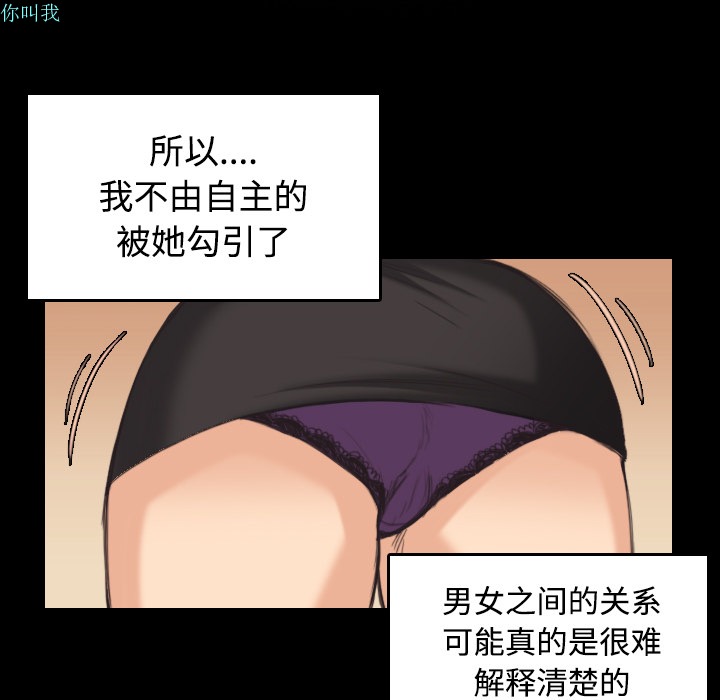 你叫我
所以....
我不由自主的
被她勾引了
男女之间的关系
可能真的是很难
解释清楚的